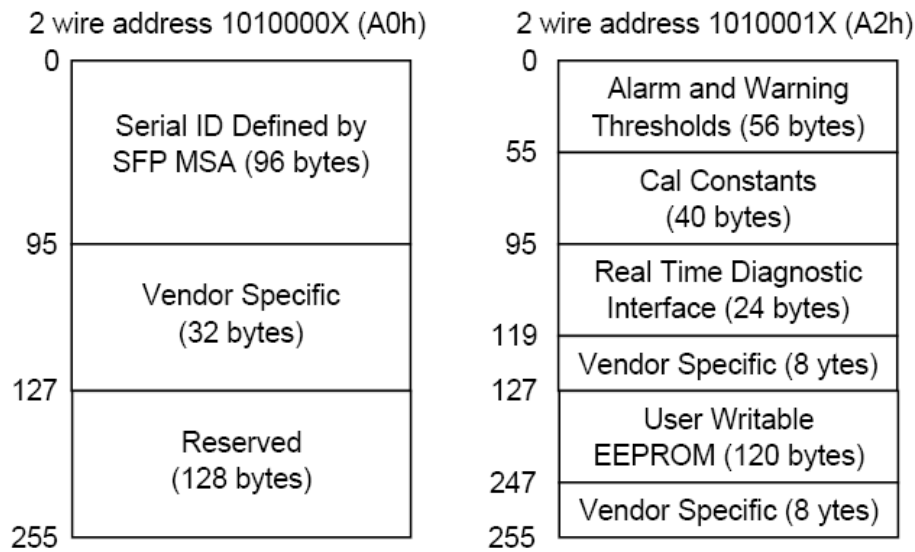 2 wire address 1010000X (A0h)
0
Serial ID Defined by
SFP MSA (96 bytes)
95
Vendor Specific
(32 bytes)
127
Reserved
(128 bytes)
255
2 wire address 1010001X (A2h)
0
Alarm and Warning
Thresholds (56 bytes)
55
Cal Constants
(40 bytes)
95
Real Time Diagnostic
Interface (24 bytes)
119
Vendor Specific (8 ytes)
127
User Writable
EEPROM (120 bytes)
247
Vendor Specific (8 ytes)
255